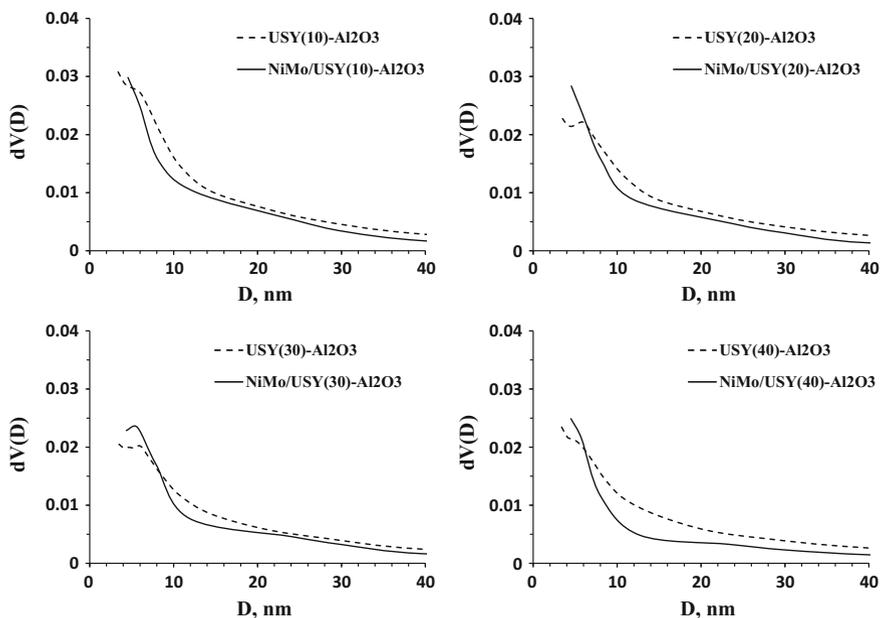 0.04
0.03
0.02
0.01
0
dV(D)
USY(10)-Al2O3
NiMo/USY(10)-Al2O3
0 10 20 30 40
D, nm
0.04
0.03
0.02
0.01
0
dV(D)
USY(20)-Al2O3
NiMo/USY(20)-Al2O3
0 10 20 30 40
D, nm
0.04
0.03
0.02
0.01
0
dV(D)
USY(30)-Al2O3
NiMo/USY(30)-Al2O3
0 10 20 30 40
D, nm
0.04
0.03
0.02
0.01
0
dV(D)
USY(40)-Al2O3
NiMo/USY(40)-Al2O3
0 10 20 30 40
D, nm